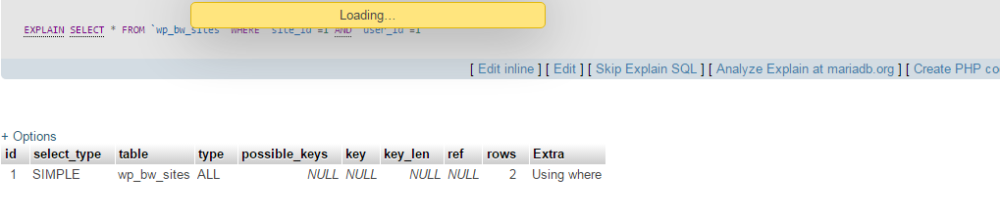 Loading...
EXPLAIN SELECT * FROM `wp_bw_sites` WHERE `site_id`=1 AND `user_id`=1
[ Edit inline ] [ Edit ] [ Skip Explain SQL ] [ Analyze Explain at mariadb.org ] [ Create PHP co
+ Options
id select_type table type possible_keys key key_len ref rows Extra
1 SIMPLE wp_bw_sites ALL NULL NULL NULL NULL 2 Using where